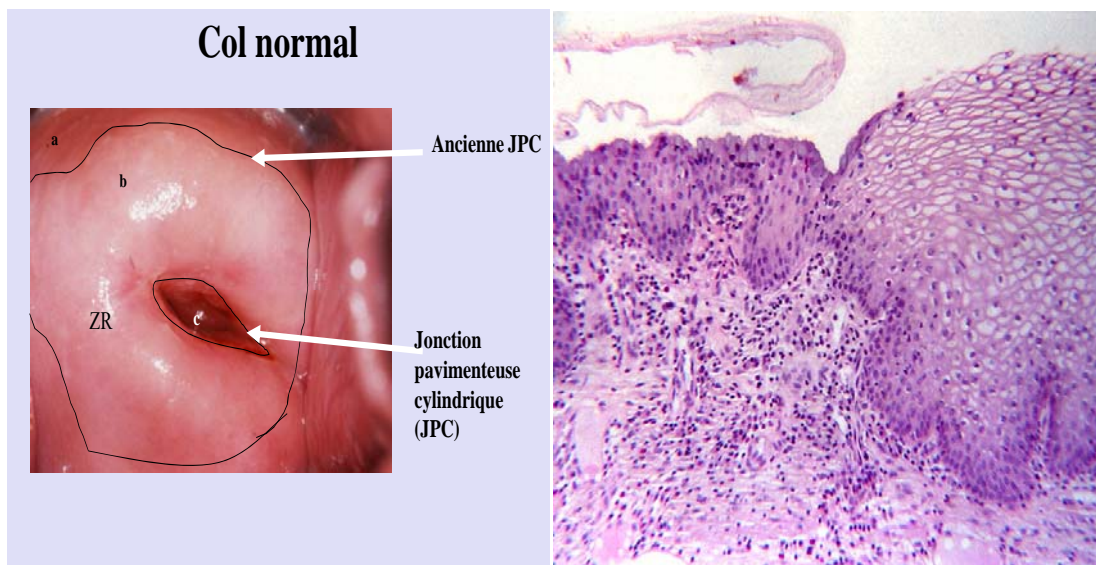 Col normal
a
Ancienne JPC
b
ZR
c
Jonction
pavimenteuse
cylindrique
(JPC)